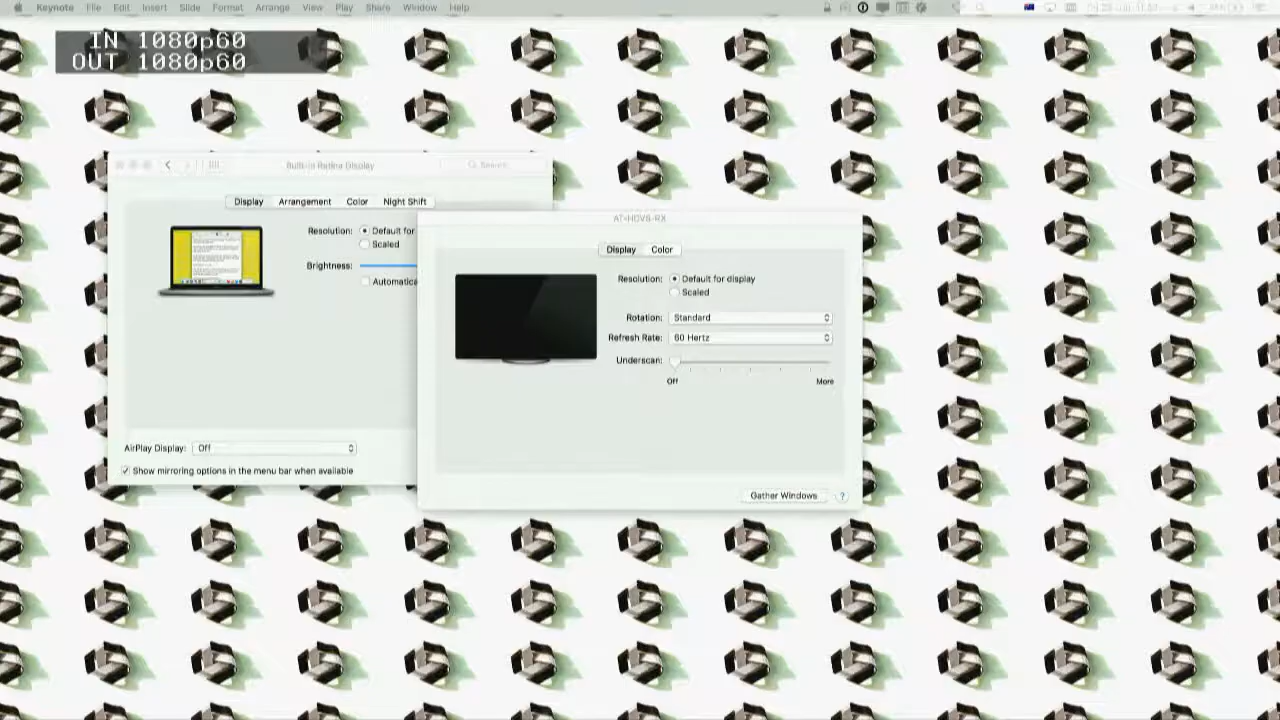 Keynote File Edit Insert Slide Format Arrange View Play Share Window Help
IN 1080p60
OUT 1080p60
Built-in Retina Display
Search
Display Arrangement Color Night Shift
Resolution: Default for
Scaled
Brightness:
Automatica
AirPlay Display: Off
Show mirroring options in the menu bar when available
AT-HDVS-RX
Display Color
Resolution: Default for display
Scaled
Rotation: Standard
Refresh Rate: 60 Hertz
Underscan:
Off More
Gather Windows ?